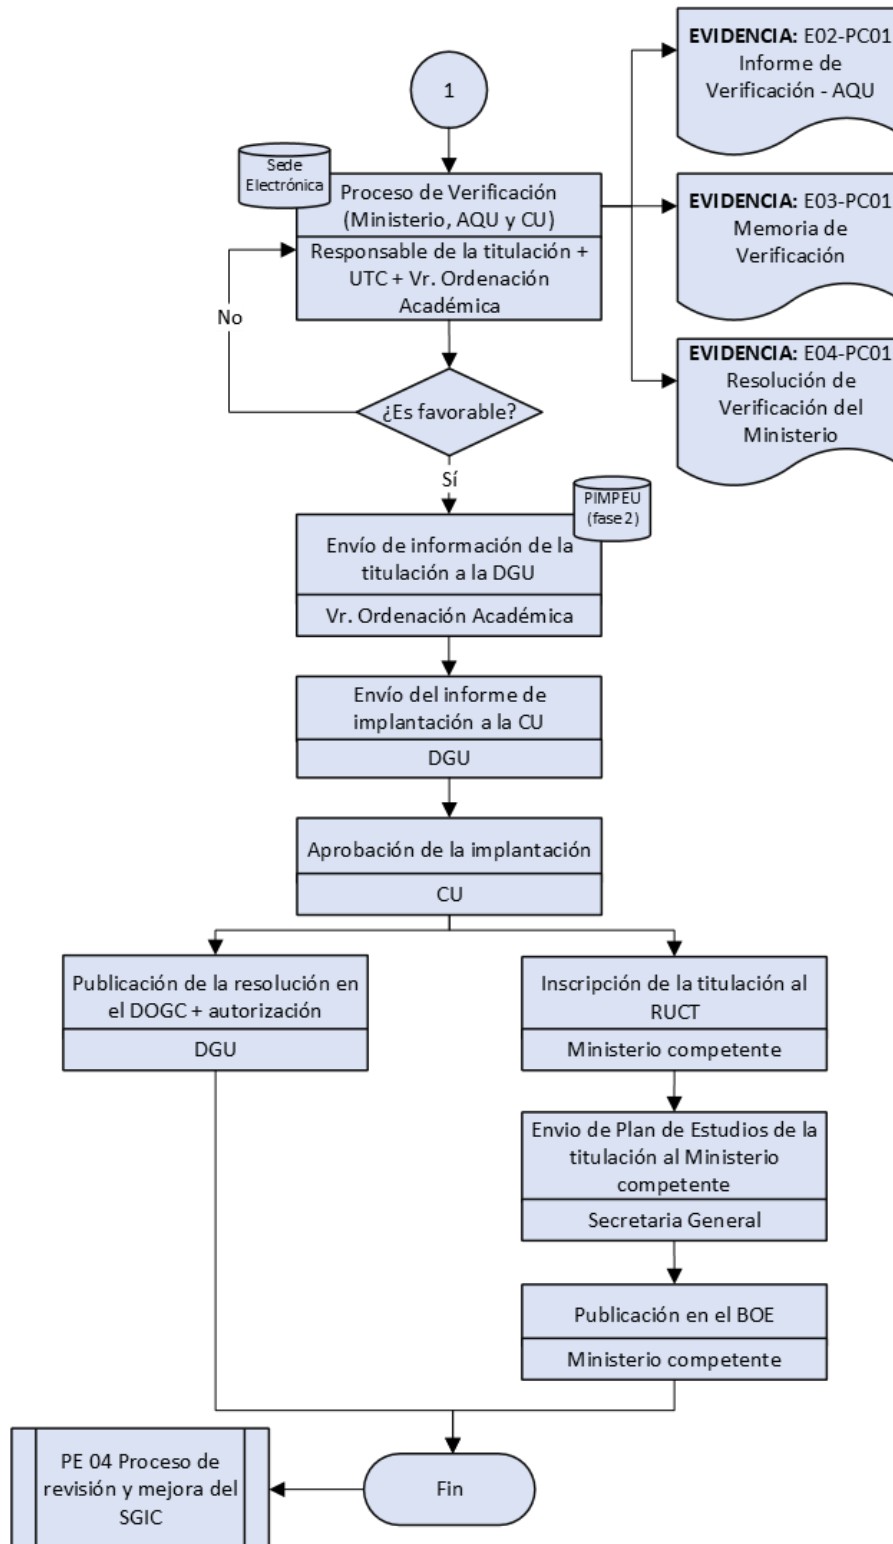 1
EVIDENCIA: E02-PC01
Informe de
Verificación - AQU
Sede
Electrónica
Proceso de Verificación
(Ministerio, AQU y CU)
Responsable de la titulación +
UTC + Vr. Ordenación
Académica
EVIDENCIA: E03-PC01
Memoria de
Verificación
No
EVIDENCIA: E04-PC01
Resolución de
Verificación del
Ministerio
¿Es favorable?
Sí
PIMPEU
(fase 2)
Envío de información de la
titulación a la DGU
Vr. Ordenación Académica
Envío del informe de
implantación a la CU
DGU
Aprobación de la implantación
CU
Publicación de la resolución en
el DOGC + autorización
DGU
Inscripción de la titulación al
RUCT
Ministerio competente
Envio de Plan de Estudios de la
titulación al Ministerio
competente
Secretaria General
Publicación en el BOE
Ministerio competente
PE 04 Proceso de
revisión y mejora del
SGIC
Fin